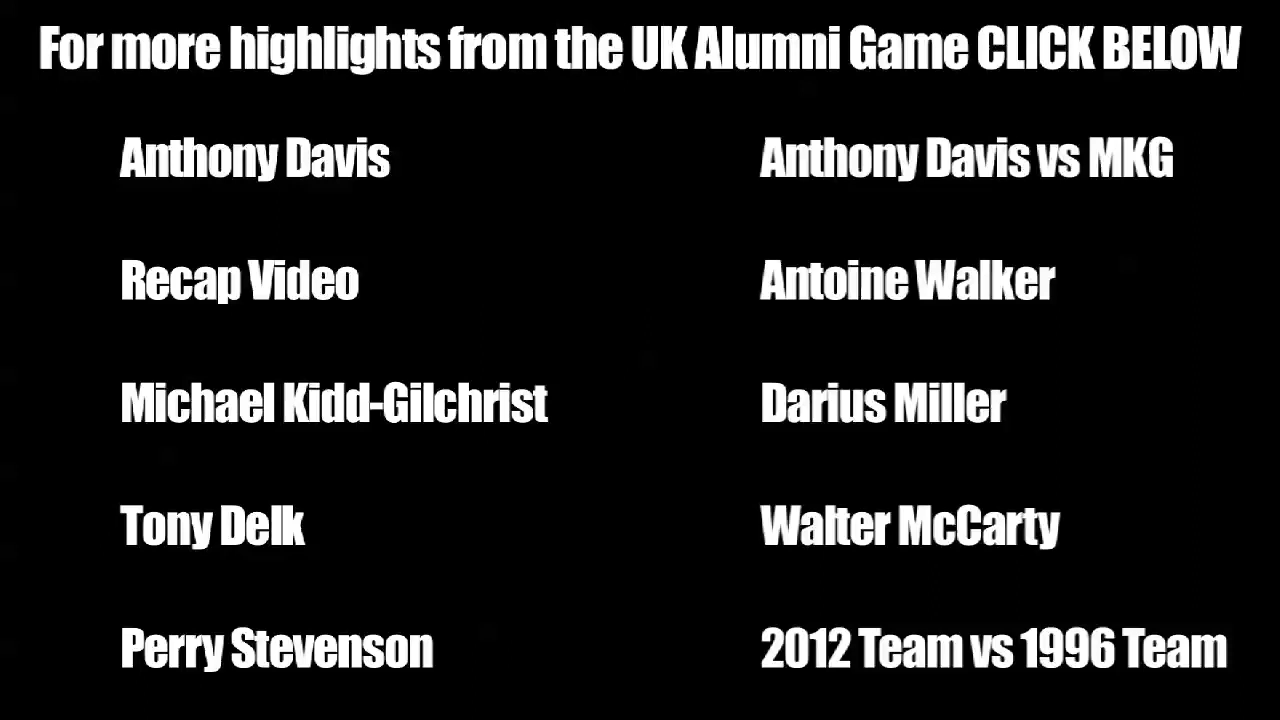 For more highlights from the UK Alumni Game CLICK BELOW
Anthony Davis
Anthony Davis vs MKG
Recap Video
Antoine Walker
Michael Kidd-Gilchrist
Darius Miller
Tony Delk
Walter McCarty
Perry Stevenson
2012 Team vs 1996 Team